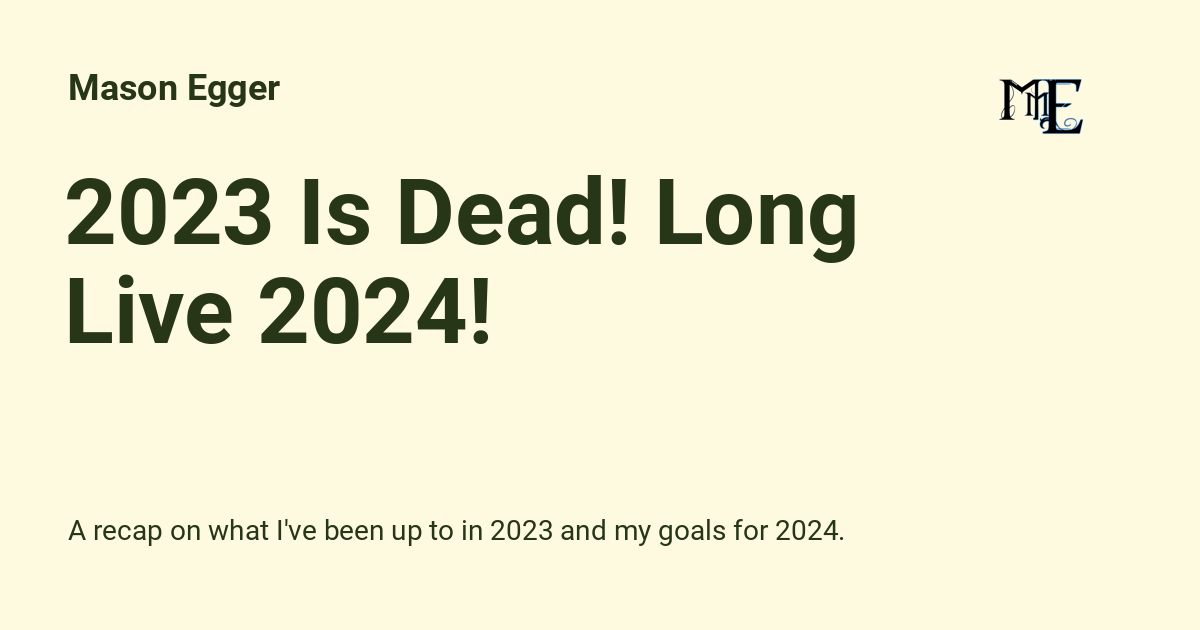 Mason Egger
MmE
2023 Is Dead! Long
Live 2024!
A recap on what I've been up to in 2023 and my goals for 2024.